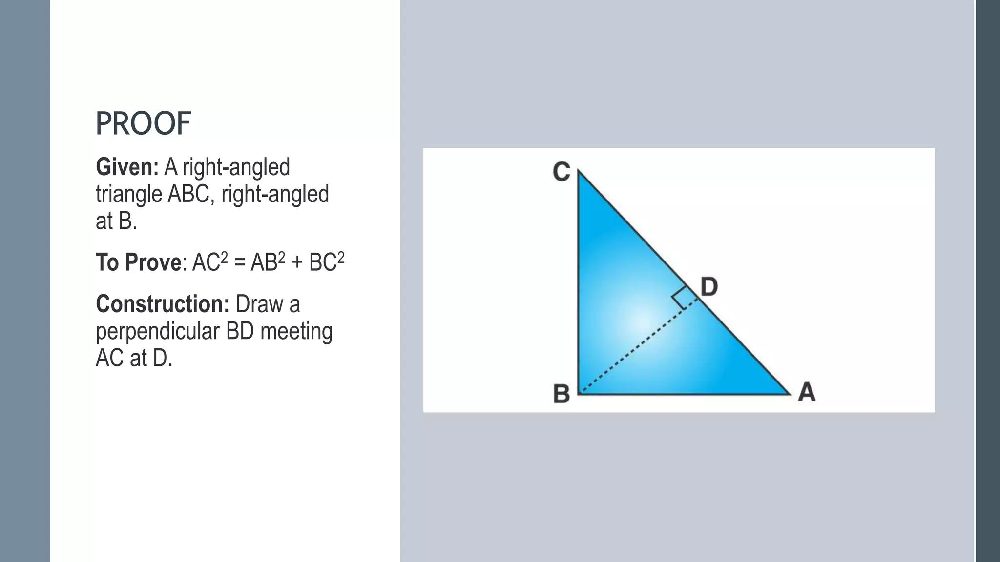 PROOF
Given: A right-angled
triangle ABC, right-angled
at B.
To Prove: AC² = AB² + BC²
Construction: Draw a
perpendicular BD meeting
AC at D.
C
D
B
A